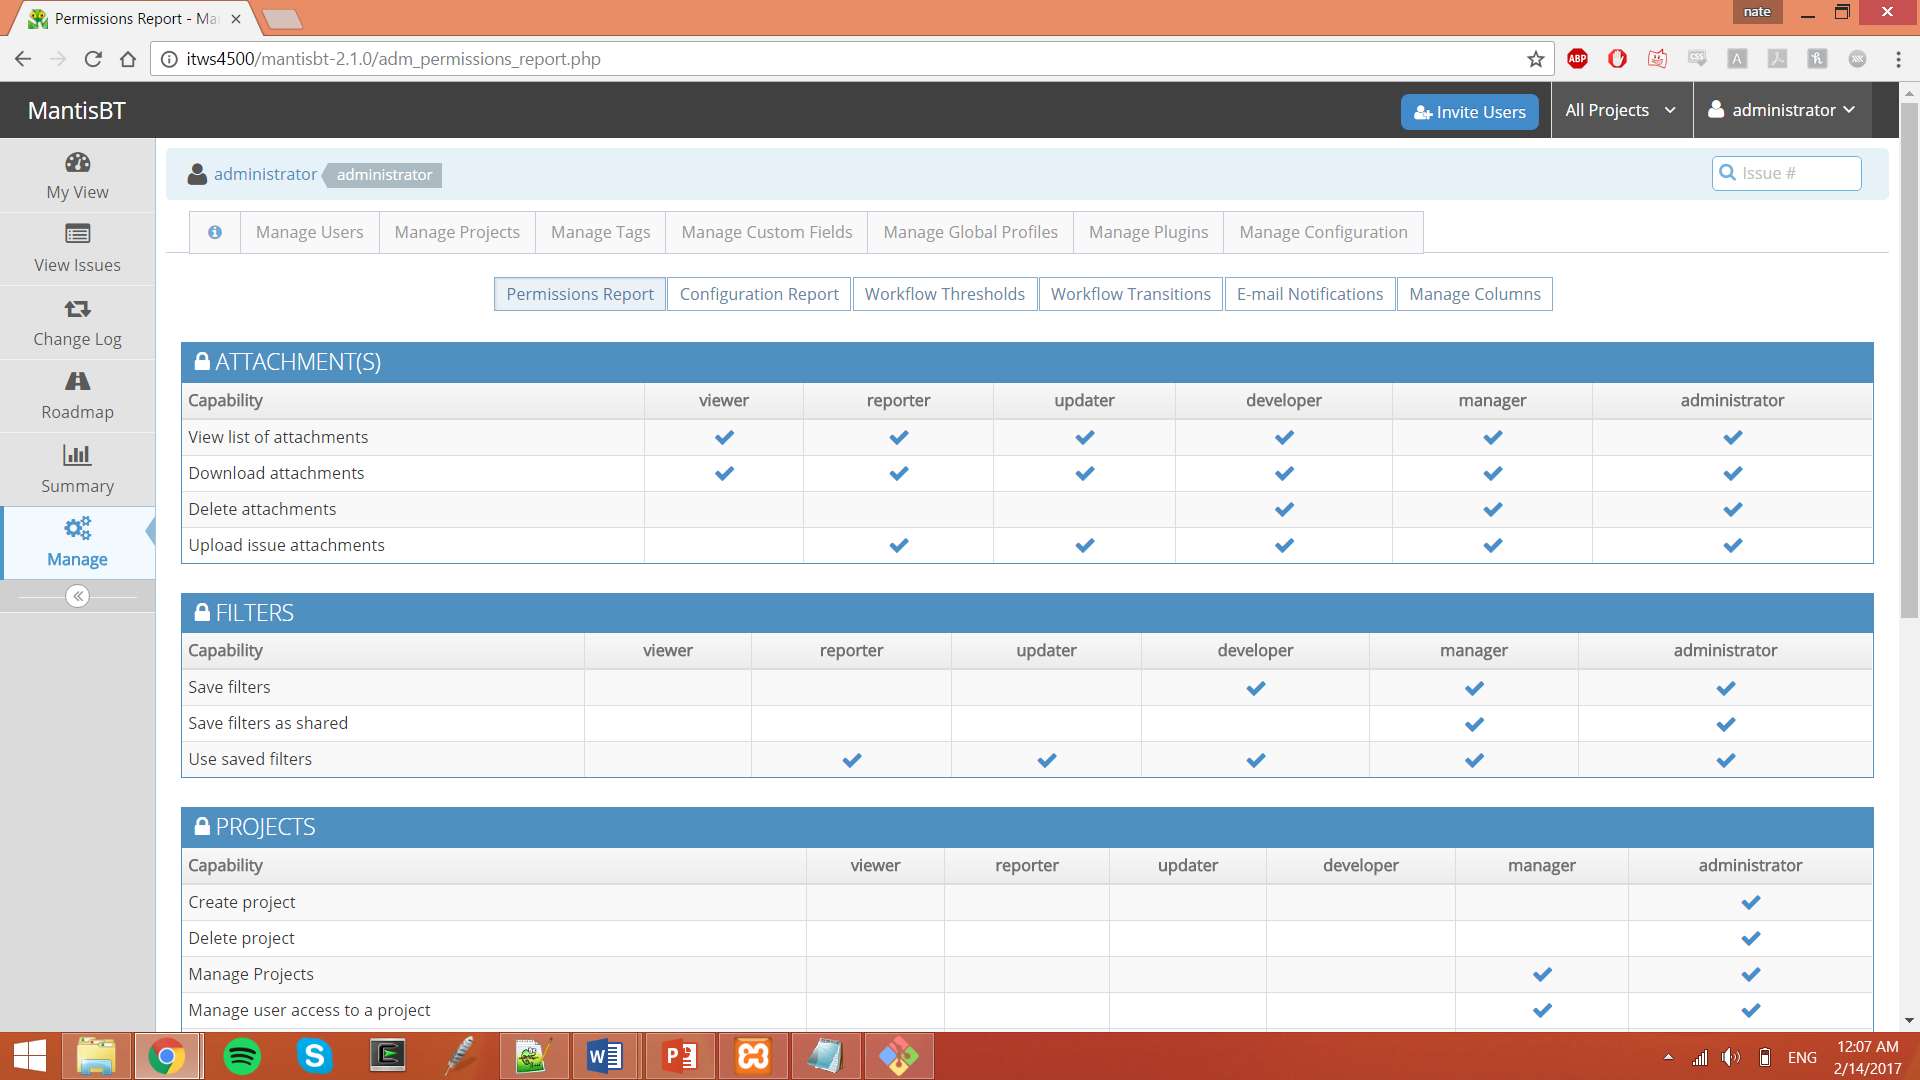 Permissions Report - Ma
nate
itws4500/mantisbt-2.1.0/adm_permissions_report.php
ABP
CSS
A
MantisBT
Invite Users
All Projects
administrator
My View
View Issues
Change Log
Roadmap
Summary
Manage
administrator administrator
Issue #
Manage Users Manage Projects Manage Tags Manage Custom Fields Manage Global Profiles Manage Plugins Manage Configuration
Permissions Report Configuration Report Workflow Thresholds Workflow Transitions E-mail Notifications Manage Columns
ATTACHMENT(S)
Capability viewer reporter updater developer manager administrator
View list of attachments
Download attachments
Delete attachments
Upload issue attachments
FILTERS
Capability viewer reporter updater developer manager administrator
Save filters
Save filters as shared
Use saved filters
PROJECTS
Capability viewer reporter updater developer manager administrator
Create project
Delete project
Manage Projects
Manage user access to a project
ENG
12:07 AM
2/14/2017